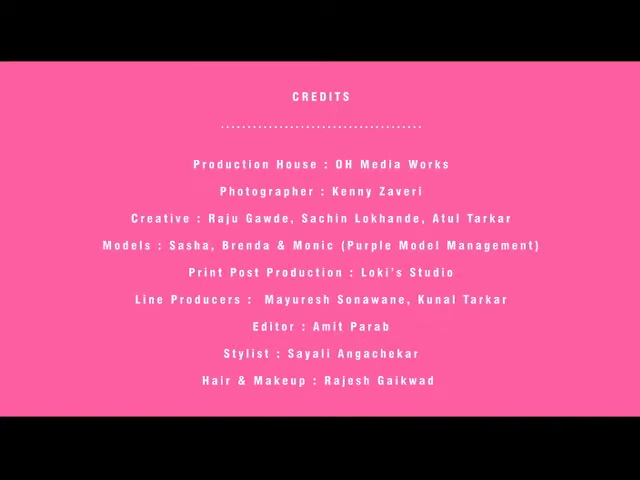 CREDITS
......................................
Production House : OH Media Works
Photographer : Kenny Zaveri
Creative : Raju Gawde, Sachin Lokhande, Atul Tarkar
Models : Sasha, Brenda & Monic (Purple Model Management)
Print Post Production : Loki's Studio
Line Producers :  Mayuresh Sonawane, Kunal Tarkar
Editor : Amit Parab
Stylist : Sayali Angachekar
Hair & Makeup : Rajesh Gaikwad